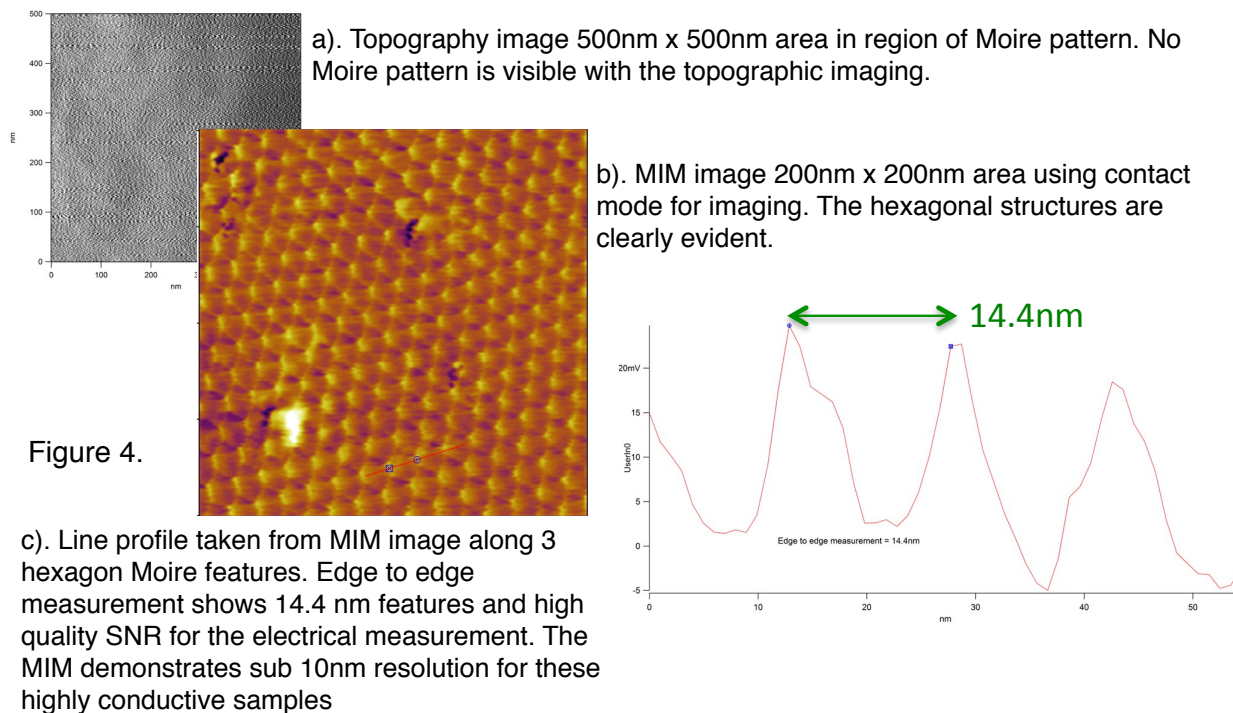 500
400
300
200
100
0
nm
0
100
200
nm
a). Topography image 500nm x 500nm area in region of Moire pattern. No
Moire pattern is visible with the topographic imaging.
b). MIM image 200nm x 200nm area using contact
mode for imaging. The hexagonal structures are
clearly evident.
Figure 4.
14.4nm
20mV
15
10
5
0
-5
UserIn0
Edge to edge measurement = 14.4nm
0
10
20
30
40
50
nm
c). Line profile taken from MIM image along 3
hexagon Moire features. Edge to edge
measurement shows 14.4 nm features and high
quality SNR for the electrical measurement. The
MIM demonstrates sub 10nm resolution for these
highly conductive samples